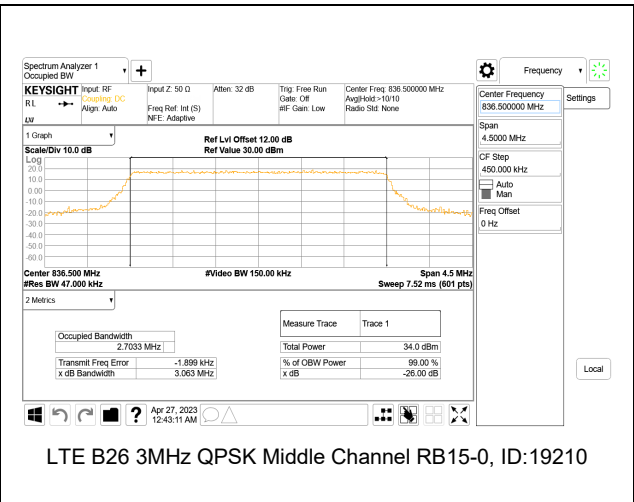 Spectrum Analyzer 1
Occupied BW
Frequency
KEYSIGHT
R L
Input: RF
Coupling: DC
Align: Auto
Input Z: 50 Ω
Freq Ref: Int (S)
NFE: Adaptive
Atten: 32 dB
Trig: Free Run
Gate: Off
#IF Gain: Low
Center Freq: 836.500000 MHz
Avg|Hold:>10/10
Radio Std: None
Center Frequency
836.500000 MHz
Settings
Span
4.5000 MHz
CF Step
450.000 kHz
Auto
Man
Freq Offset
0 Hz
Local
1 Graph
Scale/Div 10.0 dB
Ref Lvl Offset 12.00 dB
Ref Value 30.00 dBm
Log
20.0
10.0
0.00
-10.0
-20.0
-30.0
-40.0
-50.0
-60.0
Center 836.500 MHz
#Video BW 150.00 kHz
Span 4.5 MHz
#Res BW 47.000 kHz
Sweep 7.52 ms (601 pts)
2 Metrics
Measure Trace Trace 1
Occupied Bandwidth
2.7033 MHz
Total Power 34.0 dBm
Transmit Freq Error -1.899 kHz
% of OBW Power 99.00 %
x dB Bandwidth 3.063 MHz
x dB -26.00 dB
Apr 27, 2023
12:43:11 AM
LTE B26 3MHz QPSK Middle Channel RB15-0, ID:19210